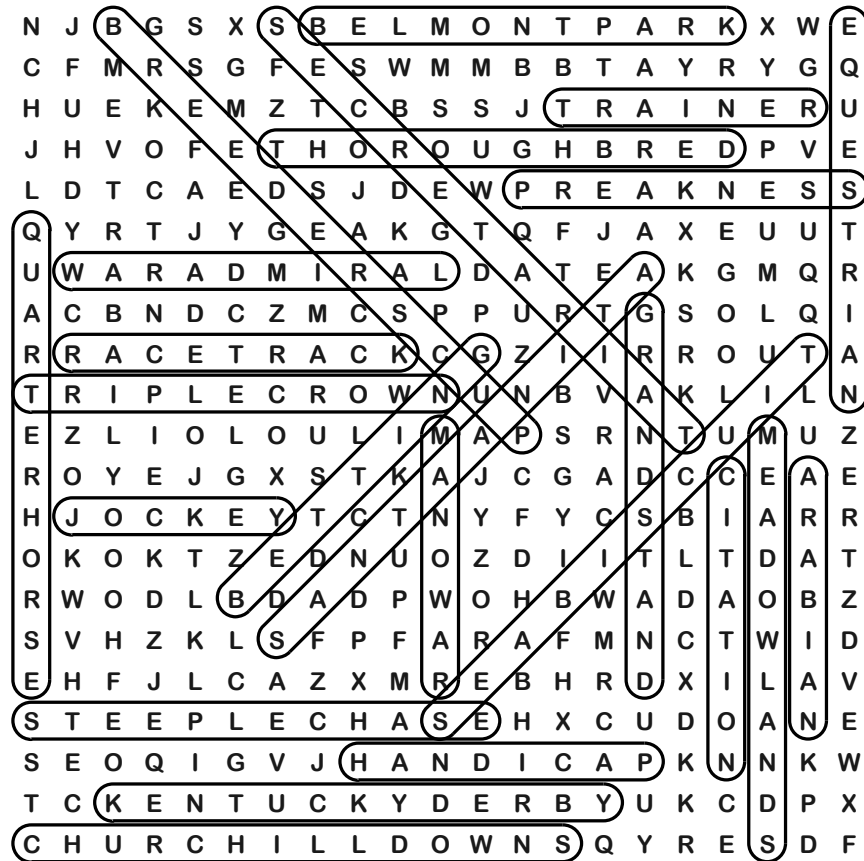 N J B G S X S B E L M O N T P A R K X W E
C F M R S G F E S W M M B B T A Y R Y G Q
H U E K E M Z T C B S S J T R A I N E R U
J H V O F E T H O R O U G H B R E D P V E
L D T C A E D S J D E W P R E A K N E S S
Q Y R T J Y G E A K G T Q F J A X E U U T
U W A R A D M I R A L D A T E A K G M Q R
A C B N D C Z M C S P P U R T G S O L Q I
R R A C E T R A C K C G Z I I R R O U T A
T R I P L E C R O W N U N B V A K L I L N
E Z L I O L O U L I M A P S R N T U M U Z
R O Y E J G X S T K A J C G A D C C E A E
H J O C K E Y T C T N Y F Y C S B I A R R
O K O K T Z E D N U O Z D I I T L T D A T
R W O D L B D A D P W O H B W A D A O B Z
S V H Z K L S F P F A R A F M N C T W I D
E H F J L C A Z X M R E B H R D X I L A V
S T E E P L E C H A S E H X C U D O A N E
S E O Q I G V J H A N D I C A P K N N K W
T C K E N T U C K Y D E R B Y U K C D P X
C H U R C H I L L D O W N S Q Y R E S D F